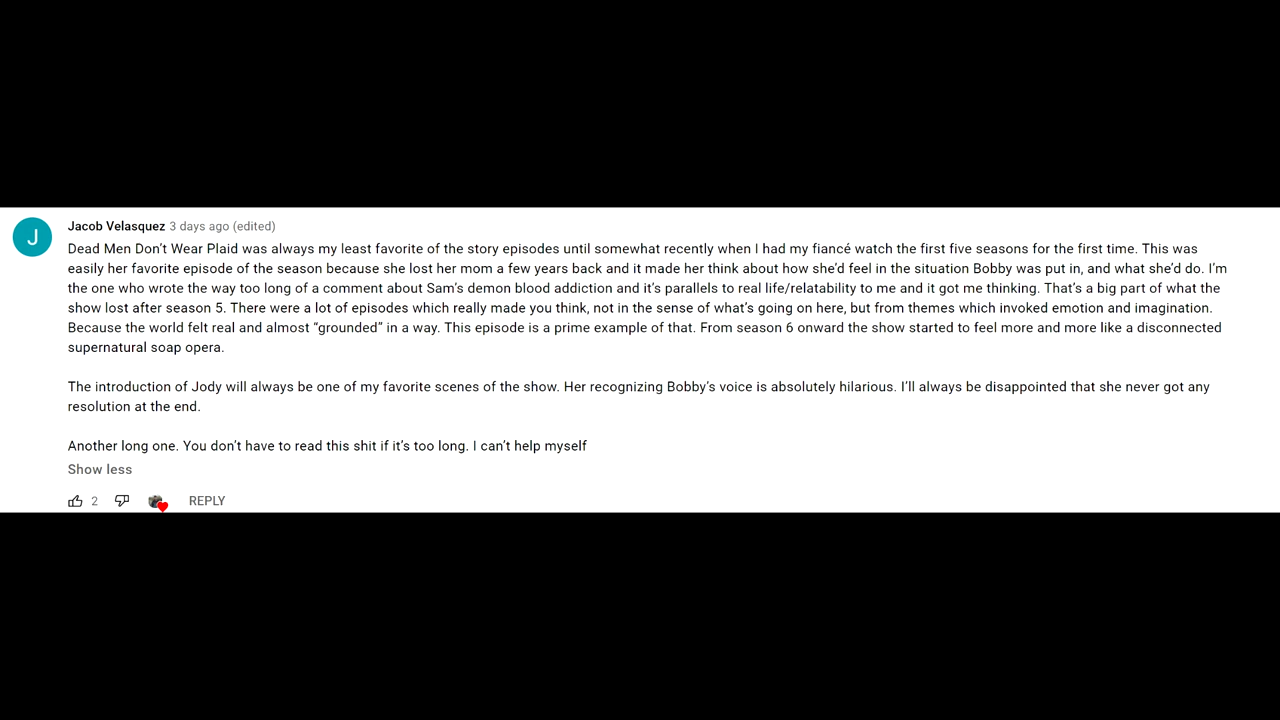 J
Jacob Velasquez 3 days ago (edited)
Dead Men Don’t Wear Plaid was always my least favorite of the story episodes until somewhat recently when I had my fiancé watch the first five seasons for the first time. This was
easily her favorite episode of the season because she lost her mom a few years back and it made her think about how she’d feel in the situation Bobby was put in, and what she’d do. I’m
the one who wrote the way too long of a comment about Sam’s demon blood addiction and it’s parallels to real life/relatability to me and it got me thinking. That’s a big part of what the
show lost after season 5. There were a lot of episodes which really made you think, not in the sense of what’s going on here, but from themes which invoked emotion and imagination.
Because the world felt real and almost “grounded” in a way. This episode is a prime example of that. From season 6 onward the show started to feel more and more like a disconnected
supernatural soap opera.
The introduction of Jody will always be one of my favorite scenes of the show. Her recognizing Bobby’s voice is absolutely hilarious. I’ll always be disappointed that she never got any
resolution at the end.
Another long one. You don’t have to read this shit if it’s too long. I can’t help myself
Show less
2 REPLY